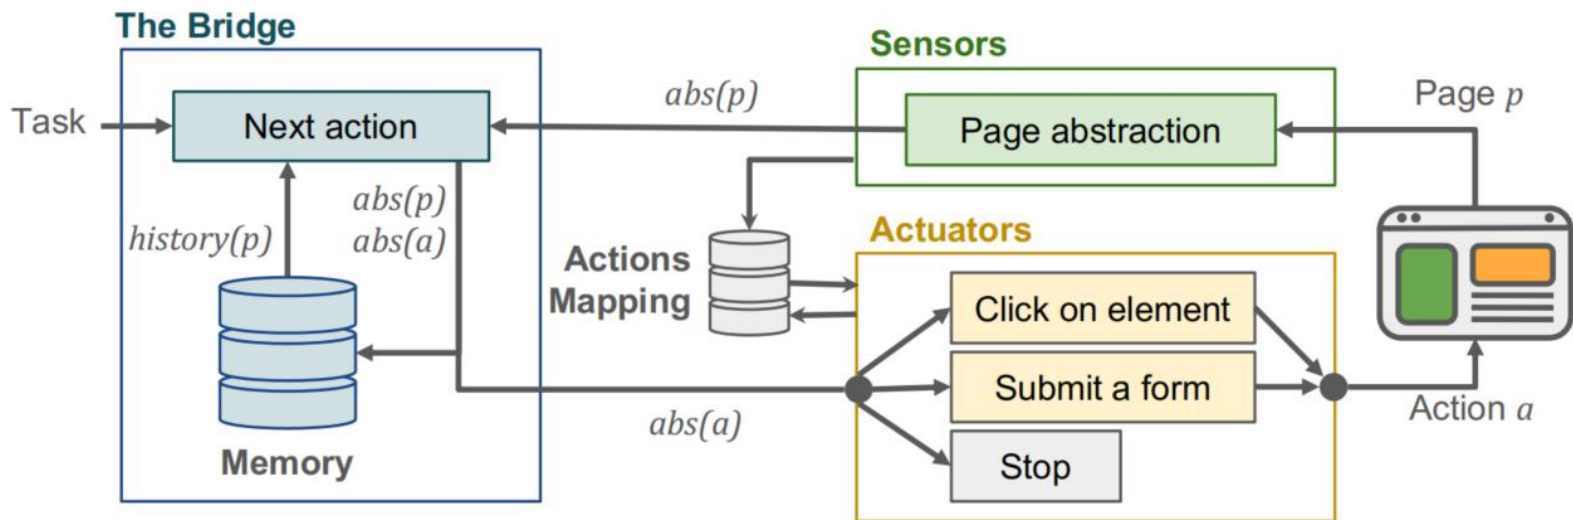 The Bridge
Sensors
Task
Next action
abs(p)
Page abstraction
Page p
history(p)
abs(p)
abs(a)
Actions
Mapping
Actuators
Click on element
Submit a form
Stop
abs(a)
Action a
Memory